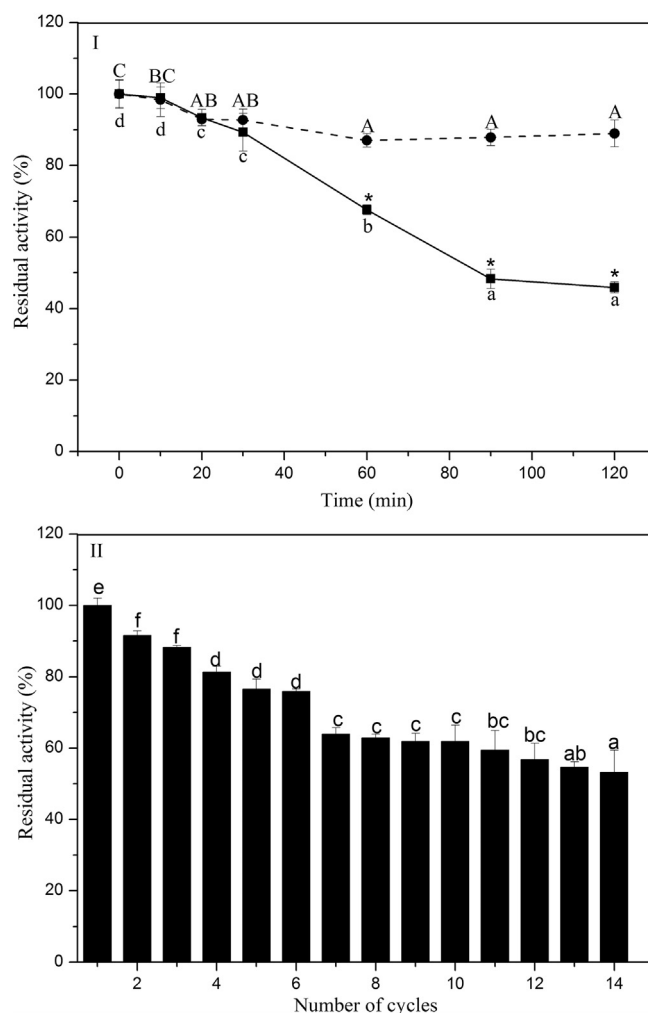 I
120
100
80
60
40
20
0
Residual activity (%)
C BC AB AB A A A
d d c c
* * *
b a a
0 20 40 60 80 100 120
Time (min)
II
120
100
80
60
40
20
0
Residual activity (%)
e f f d d d c c c c bc bc ab a
2 4 6 8 10 12 14
Number of cycles